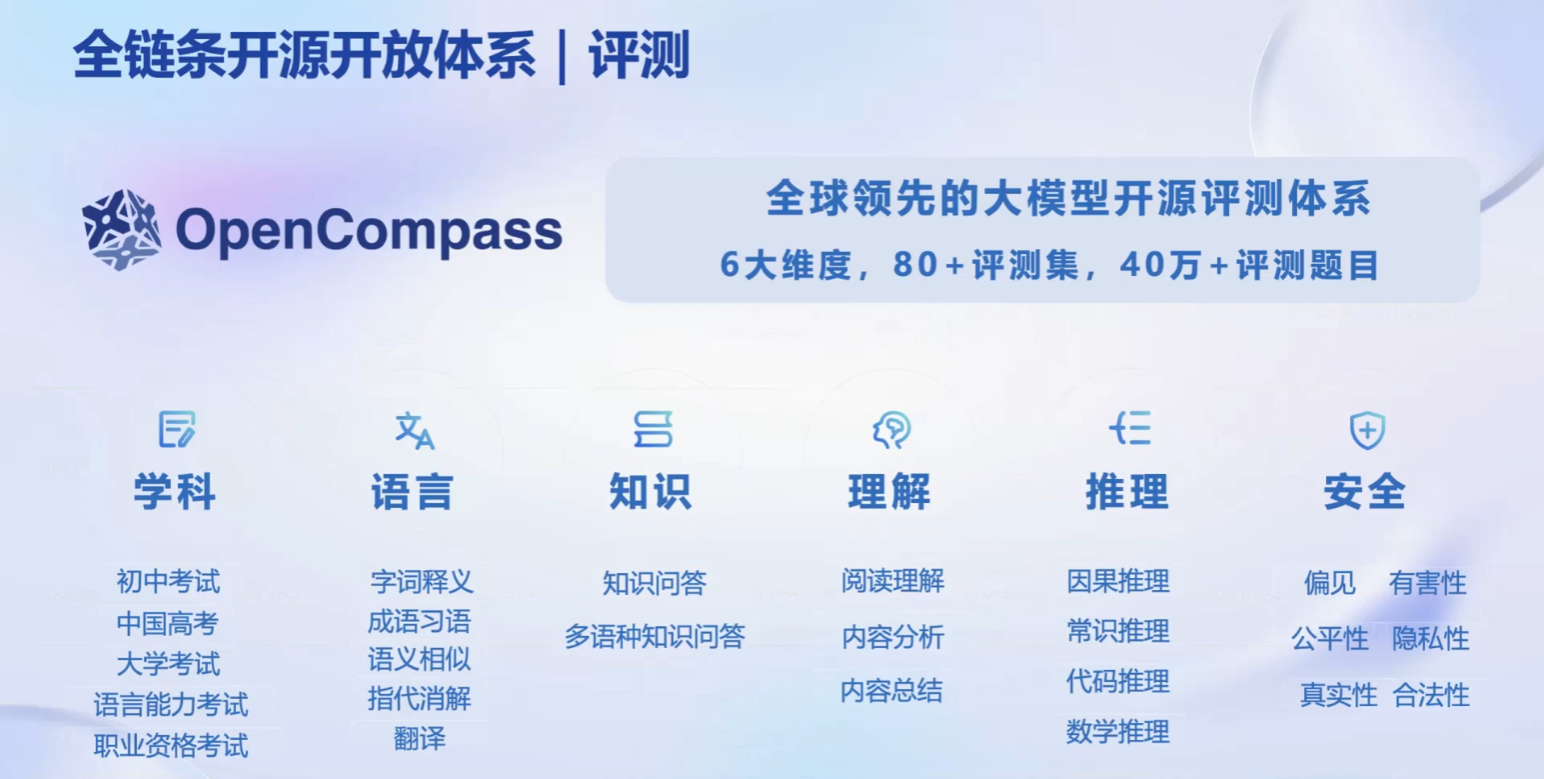 全链条开源开放体系｜评测
OpenCompass
全球领先的大模型开源评测体系
6大维度，80+评测集，40万+评测题目
学科
初中考试
中国高考
大学考试
语言能力考试
职业资格考试
语言
字词释义
成语习语
语义相似
指代消解
翻译
知识
知识问答
多语种知识问答
理解
阅读理解
内容分析
内容总结
推理
因果推理
常识推理
代码推理
数学推理
安全
偏见 有害性
公平性 隐私性
真实性 合法性